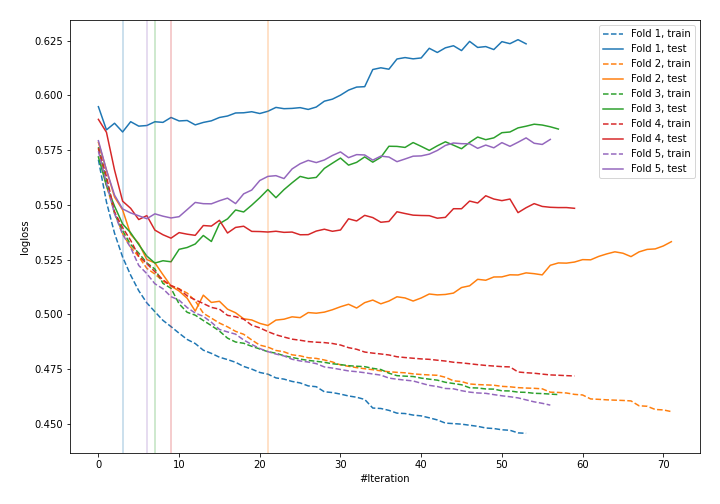 0.625
0.600
0.575
0.550
0.525
0.500
0.475
0.450
logloss
0 10 20 30 40 50 60 70
#Iteration
Fold 1, train
Fold 1, test
Fold 2, train
Fold 2, test
Fold 3, train
Fold 3, test
Fold 4, train
Fold 4, test
Fold 5, train
Fold 5, test